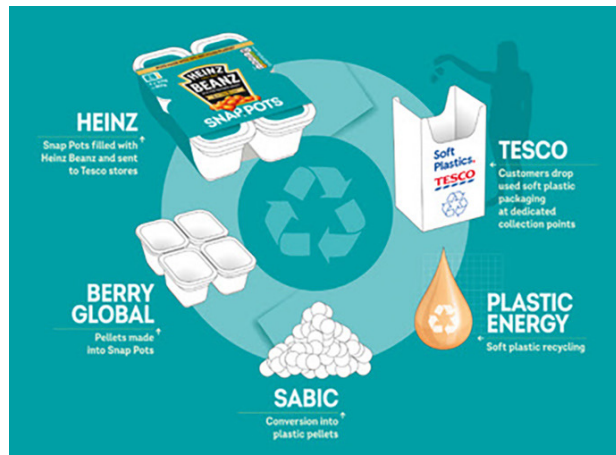 HEINZ
BEANZ
SNAP POTS
HEINZ
Snap Pots filled with
Heinz Beanz and sent
to Tesco stores
Soft
Plastics.
TESCO
TESCO
Customers drop
used soft plastic
packaging
at dedicated
collection points
BERRY
GLOBAL
Pellets made
into Snap Pots
PLASTIC
ENERGY
Soft plastic recycling
SABIC
Conversion into
plastic pellets